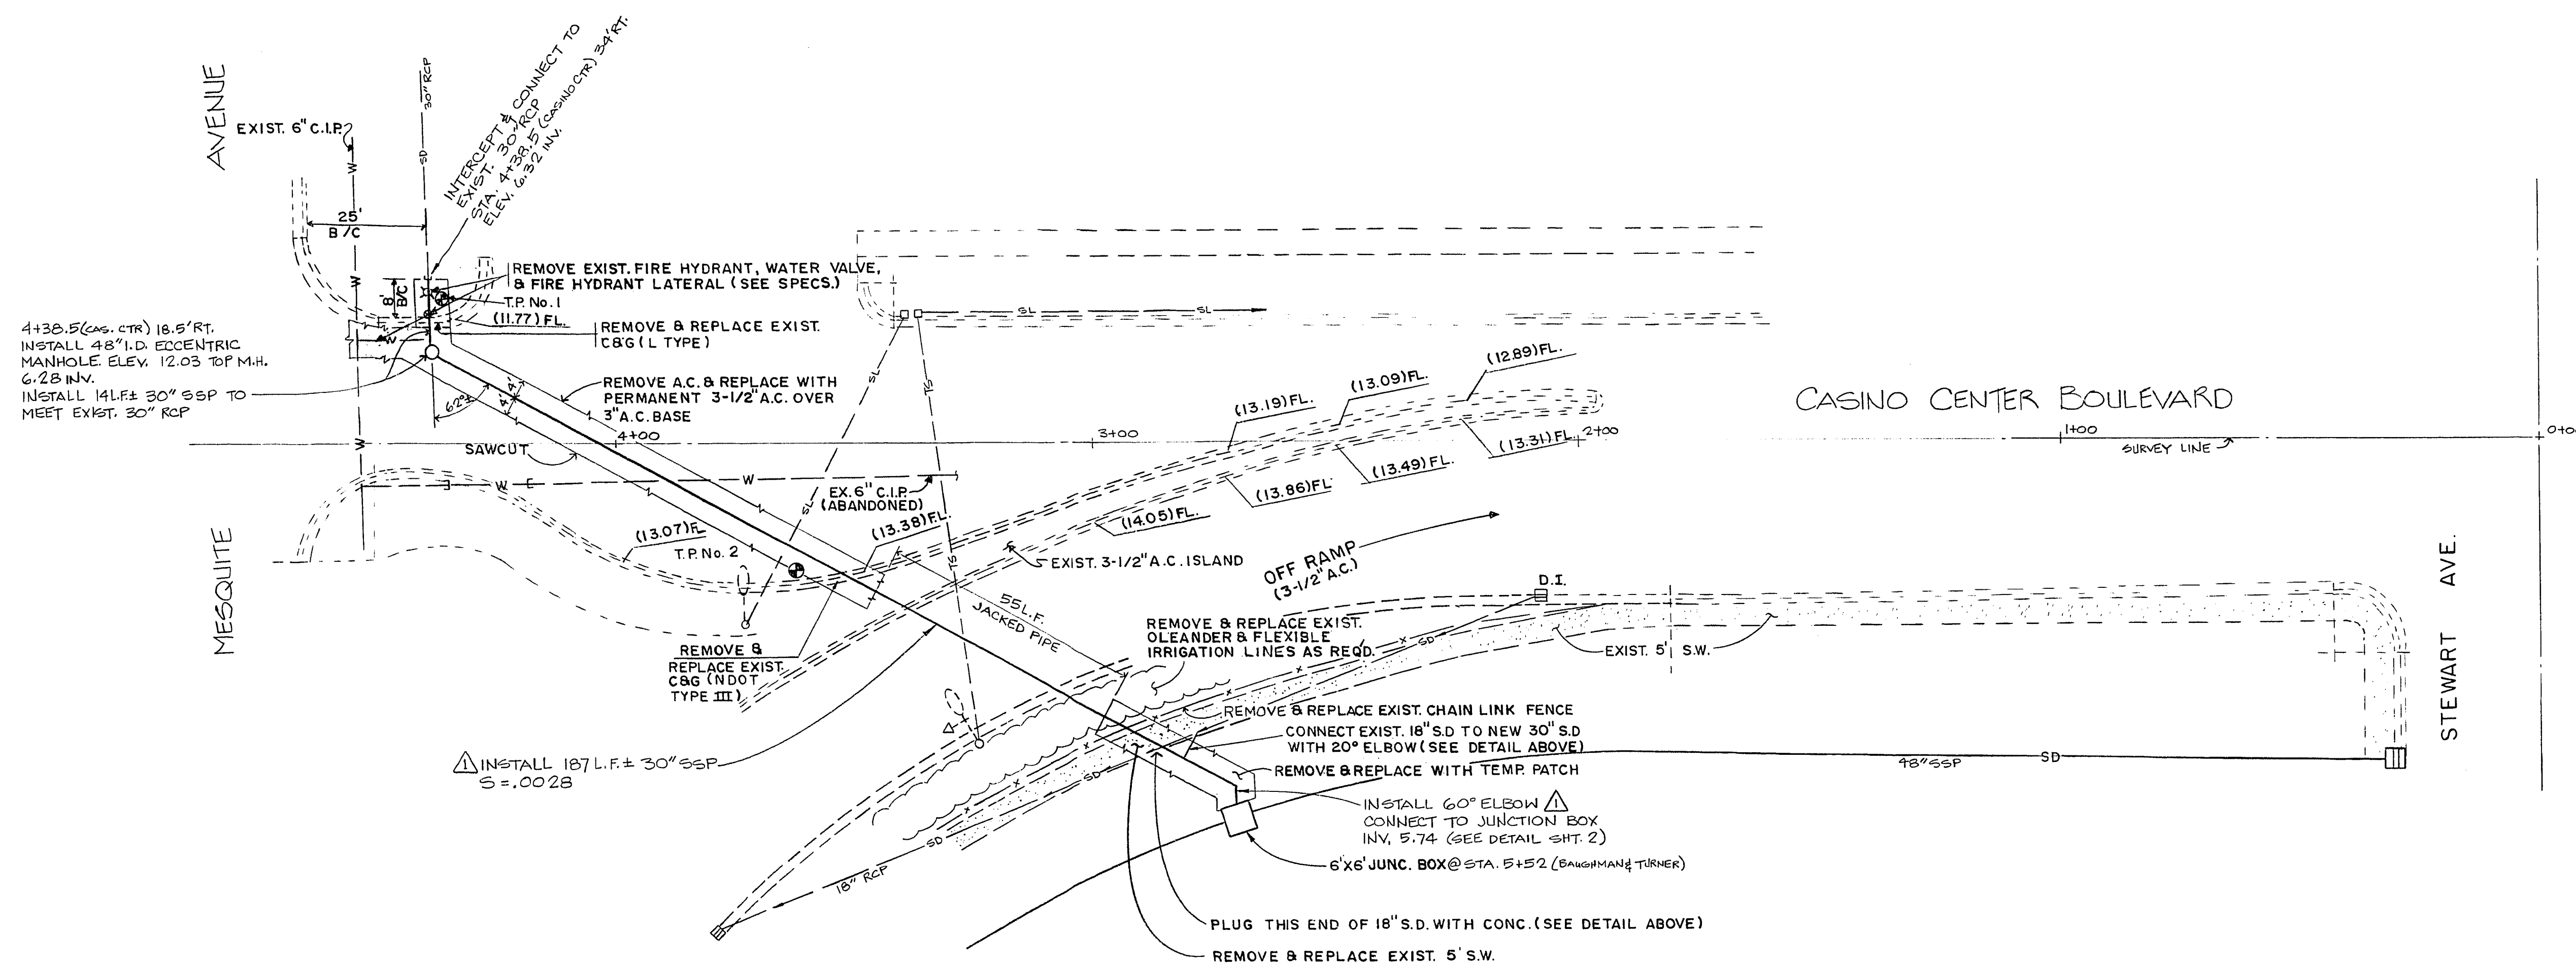 AVENUE
EXIST. 6" C.I.P.
30" RCP
SD
INTERCEPT & CONNECT TO
EXIST. 30" RCP
STA. 4+38.5 (CASINO CTR) 34' RT.
ELEV. 6.32 INV.
W
25'
B/C
W
8'
B/C
REMOVE EXIST. FIRE HYDRANT, WATER VALVE,
& FIRE HYDRANT LATERAL (SEE SPECS.)
T.P. No. 1
(11.77) FL.
REMOVE & REPLACE EXIST.
C&G (L TYPE)
W
4+38.5 (CAS. CTR) 18.5' RT.
INSTALL 48" I.D. ECCENTRIC
MANHOLE. ELEV. 12.03 TOP M.H.
6.28 INV.
INSTALL 14 L.F.± 30" SSP TO
MEET EXIST. 30" RCP
62°±
4'
4'
REMOVE A.C. & REPLACE WITH
PERMANENT 3-1/2" A.C. OVER
3" A.C. BASE
SL
SL
SL
TS
(13.19) FL.
(13.09) FL.
(12.89) FL.
CASINO CENTER BOULEVARD
W
4+00
3+00
2+00
1+00
SURVEY LINE
SAWCUT
E
W
E
W
EX. 6" C.I.P.
(ABANDONED)
SL
TS
(13.86) FL
(13.49) FL.
(13.31) FL.
(14.05) FL.
(13.38) FL.
(13.07) FL
T.P. No. 2
EXIST. 3-1/2" A.C. ISLAND
OFF RAMP
(3-1/2" A.C.)
D.I.
MESQUITE
STEWART AVE.
55 L.F.
JACKED PIPE
REMOVE & REPLACE EXIST.
OLEANDER & FLEXIBLE
IRRIGATION LINES AS REQD.
SD
EXIST. 5' S.W.
REMOVE &
REPLACE EXIST.
C&G (NDOT
TYPE III)
REMOVE & REPLACE EXIST. CHAIN LINK FENCE
CONNECT EXIST. 18" S.D TO NEW 30" S.D
WITH 20° ELBOW (SEE DETAIL ABOVE)
REMOVE & REPLACE WITH TEMP. PATCH
48" SSP
SD
1 INSTALL 187 L.F.± 30" SSP
S = .0028
SD
INSTALL 60° ELBOW 1
CONNECT TO JUNCTION BOX
INV. 5.74 (SEE DETAIL SHT. 2)
6'X6' JUNC. BOX @ STA. 5+52 (BAUGHMAN & TURNER)
SD
18" RCP
PLUG THIS END OF 18" S.D. WITH CONC. (SEE DETAIL ABOVE)
REMOVE & REPLACE EXIST. 5' S.W.